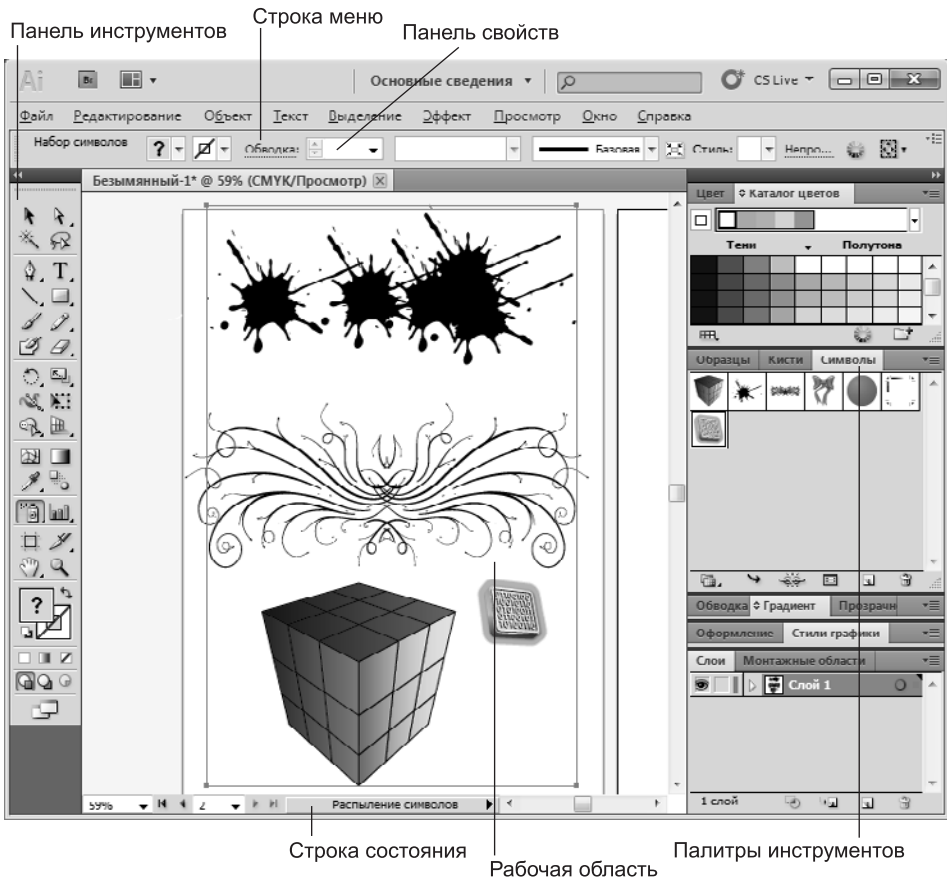 Панель инструментов
Строка меню
Панель свойств
Ai
Br
Основные сведения
CS Live
Файл Редактирование Объект Текст Выделение Эффект Просмотр Окно Справка
Набор символов ? Обводка: Базовая Стиль: Непро...
Безымянный-1* @ 59% (CMYK/Просмотр)
Цвет Каталог цветов
Тени Полутона
T
Образцы Кисти Символы
?
Обводка Градиент Прозрачн
Оформление Стили графики
Слои Монтажные области
Слой 1
59% 2 Распыление символов
1 слой
Строка состояния
Рабочая область
Палитры инструментов